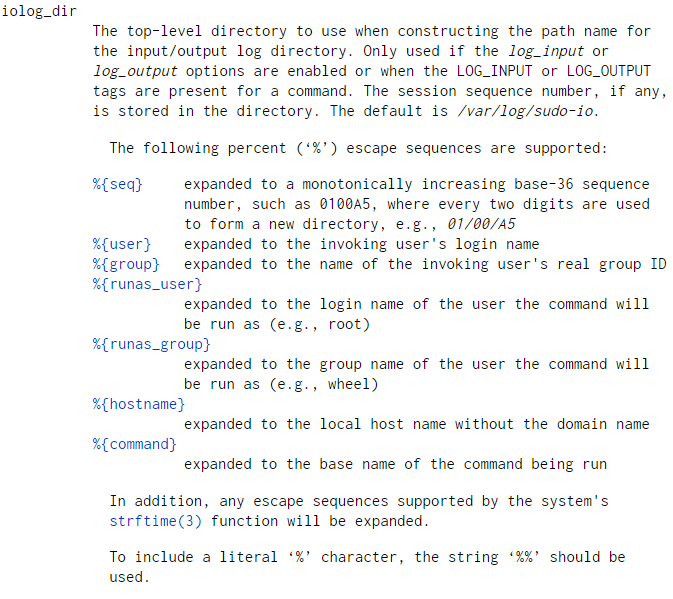 iolog_dir
The top-level directory to use when constructing the path name for
the input/output log directory. Only used if the log_input or
log_output options are enabled or when the LOG_INPUT or LOG_OUTPUT
tags are present for a command. The session sequence number, if any,
is stored in the directory. The default is /var/log/sudo-io.
The following percent (‘%’) escape sequences are supported:
%{seq} expanded to a monotonically increasing base-36 sequence
number, such as 0100A5, where every two digits are used
to form a new directory, e.g., 01/00/A5
%{user} expanded to the invoking user's login name
%{group} expanded to the name of the invoking user's real group ID
%{runas_user}
expanded to the login name of the user the command will
be run as (e.g., root)
%{runas_group}
expanded to the group name of the user the command will
be run as (e.g., wheel)
%{hostname}
expanded to the local host name without the domain name
%{command}
expanded to the base name of the command being run
In addition, any escape sequences supported by the system's
strftime(3) function will be expanded.
To include a literal ‘%’ character, the string ‘%%’ should be
used.